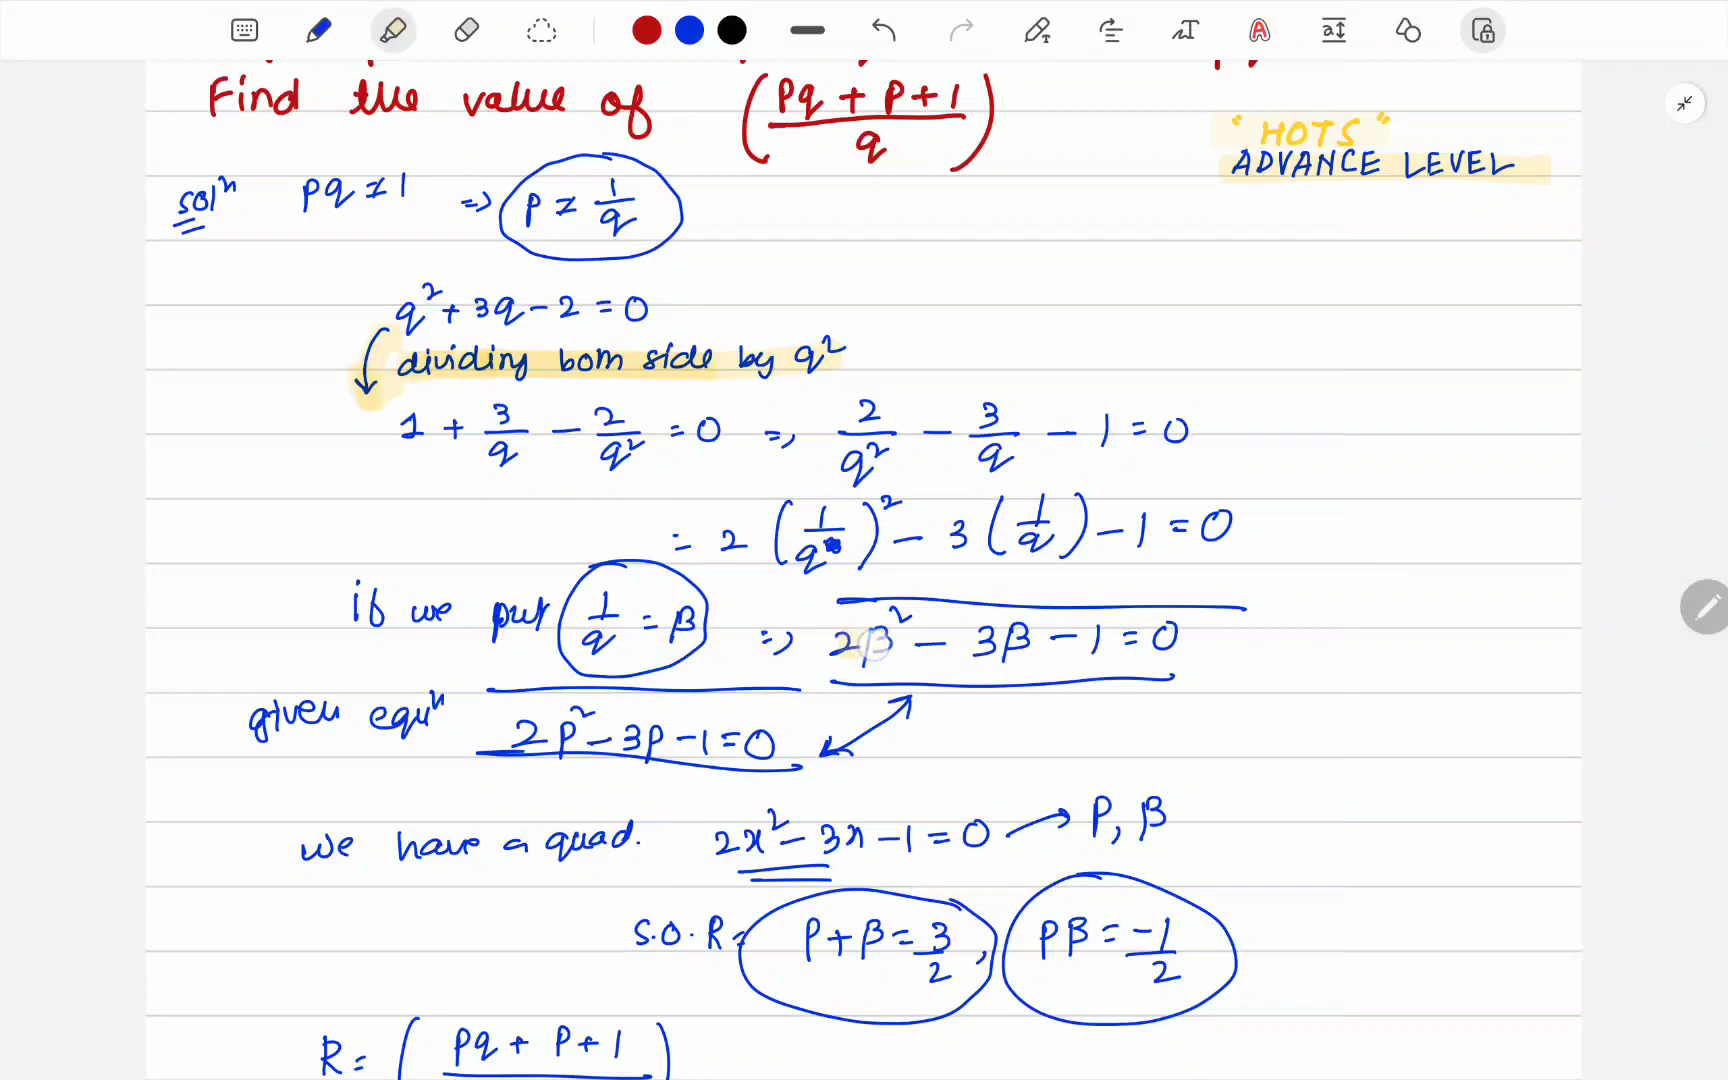 Find the value of (pq + p + 1 / q)
"HOTS"
ADVANCE LEVEL
solⁿ pq ≠ 1 => p ≠ 1/q
q² + 3q - 2 = 0
dividing both side by q²
1 + 3/q - 2/q² = 0 => 2/q² - 3/q - 1 = 0
= 2 (1/q)² - 3 (1/q) - 1 = 0
if we put 1/q = β => 2β² - 3β - 1 = 0
given equⁿ 2p² - 3p - 1 = 0
we have a quad. 2x² - 3x - 1 = 0 → P, β
S.O.R = P + β = 3/2, Pβ = -1/2
R = ( pq + p + 1